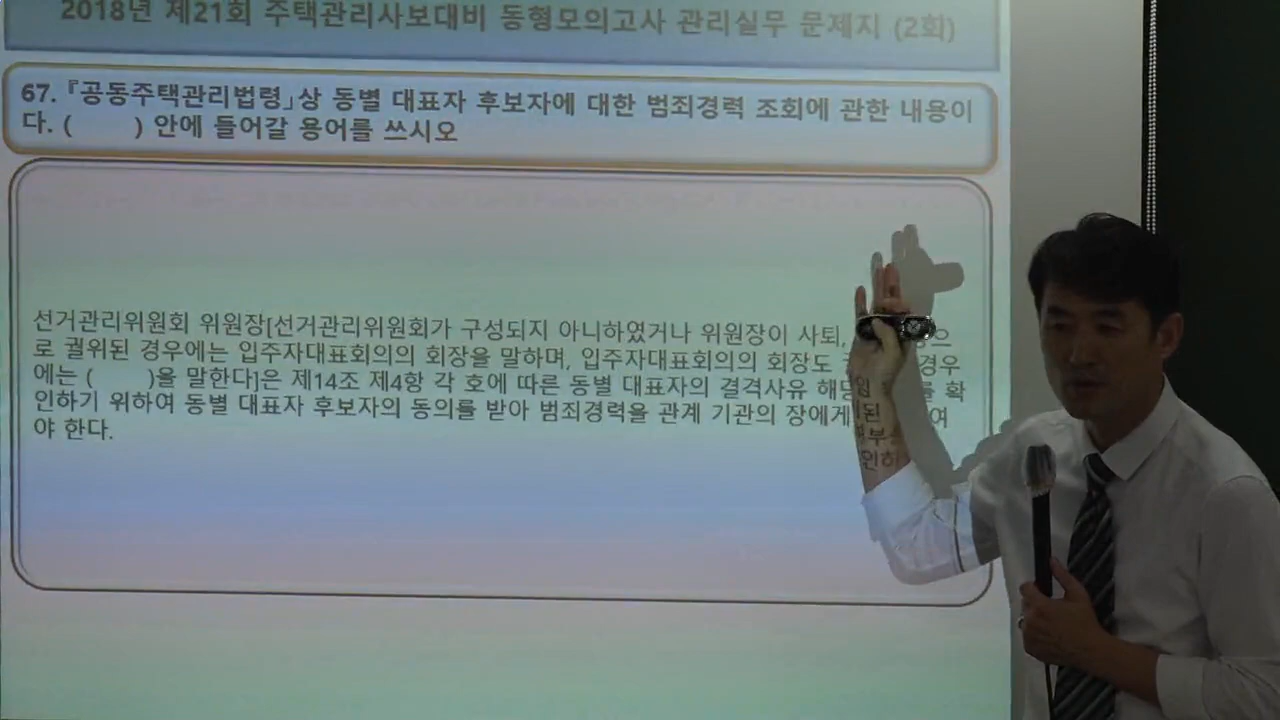 2018년 제21회 주택관리사보대비 동형모의고사 관리실무 문제지 (2회)
67. 『공동주택관리법령」상 동별 대표자 후보자에 대한 범죄경력 조회에 관한 내용이
다. ( ) 안에 들어갈 용어를 쓰시오
선거관리위원회 위원장[선거관리위원회가 구성되지 아니하였거나 위원장이 사퇴, 으
로 궐위된 경우에는 입주자대표회의의 회장을 말하며, 입주자대표회의의 회장도 경우
에는 ( )을 말한다]은 제14조 제4항 각 호에 따른 동별 대표자의 결격사유 해당 를 확
인하기 위하여 동별 대표자 후보자의 동의를 받아 범죄경력을 관계 기관의 장에게 여
야 한다.